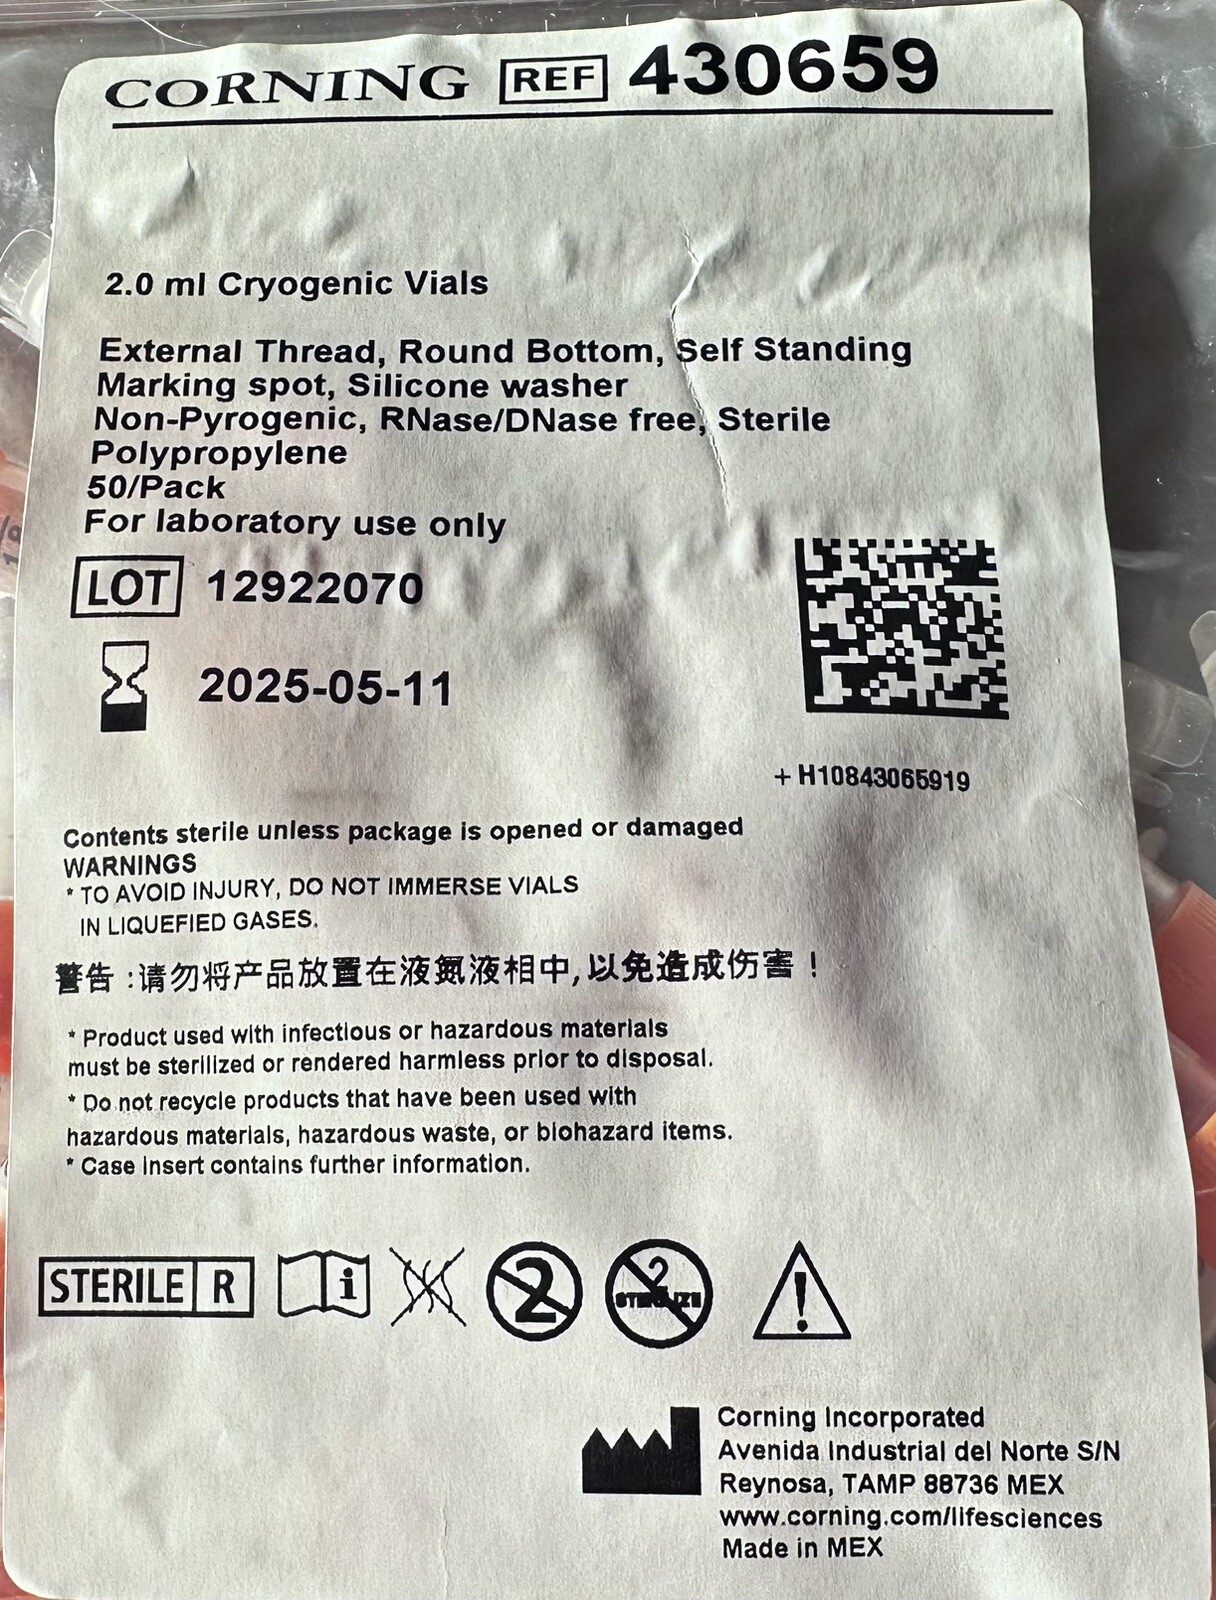 CORNING REF 430659
2.0 ml Cryogenic Vials
External Thread, Round Bottom, Self Standing
Marking spot, Silicone washer
Non-Pyrogenic, RNase/DNase free, Sterile
Polypropylene
50/Pack
For laboratory use only
LOT 12922070
2025-05-11
+H10843065919
Contents sterile unless package is opened or damaged
WARNINGS
* TO AVOID INJURY, DO NOT IMMERSE VIALS
IN LIQUEFIED GASES.
警告:请勿将产品放置在液氮液相中,以免造成伤害!
* Product used with infectious or hazardous materials
must be sterilized or rendered harmless prior to disposal.
* Do not recycle products that have been used with
hazardous materials, hazardous waste, or biohazard items.
* Case insert contains further information.
STERILE R i 2 2 STERILIZE !
Corning Incorporated
Avenida Industrial del Norte S/N
Reynosa, TAMP 88736 MEX
www.corning.com/lifesciences
Made in MEX